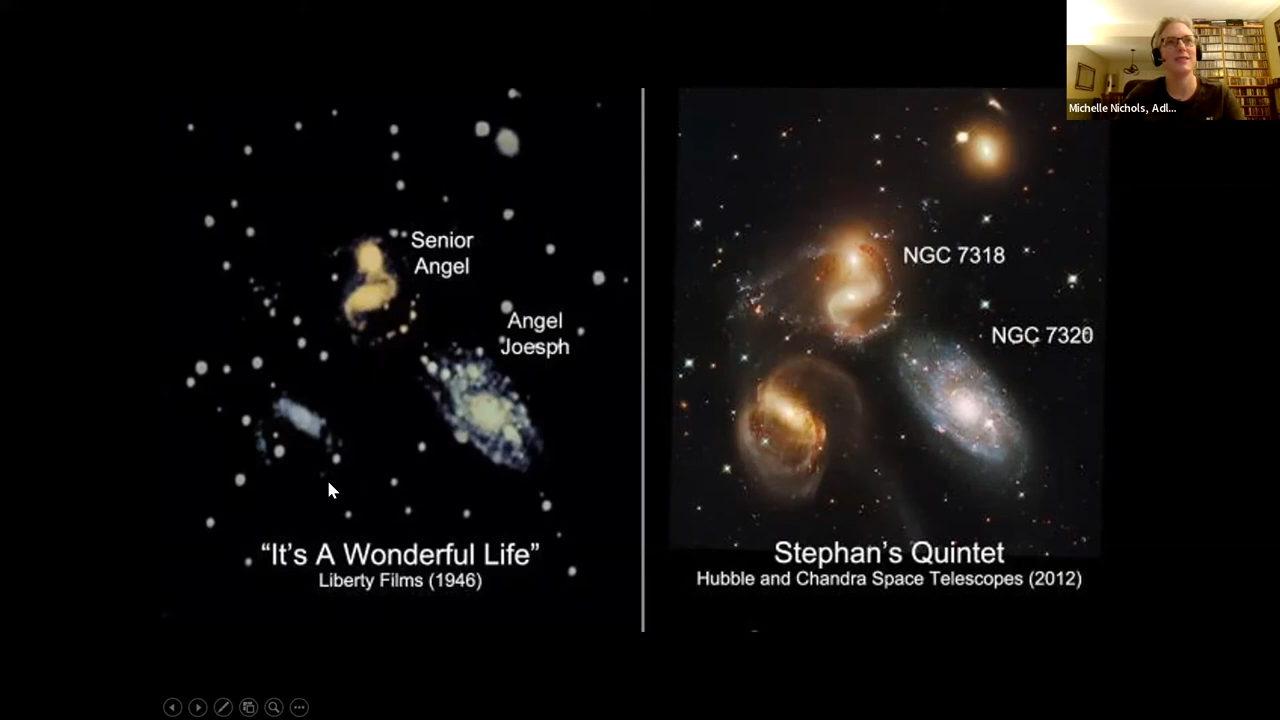 Michelle Nichols, Adl...
Senior
Angel
Angel
Joesph
"It's A Wonderful Life"
Liberty Films (1946)
NGC 7318
NGC 7320
Stephan's Quintet
Hubble and Chandra Space Telescopes (2012)